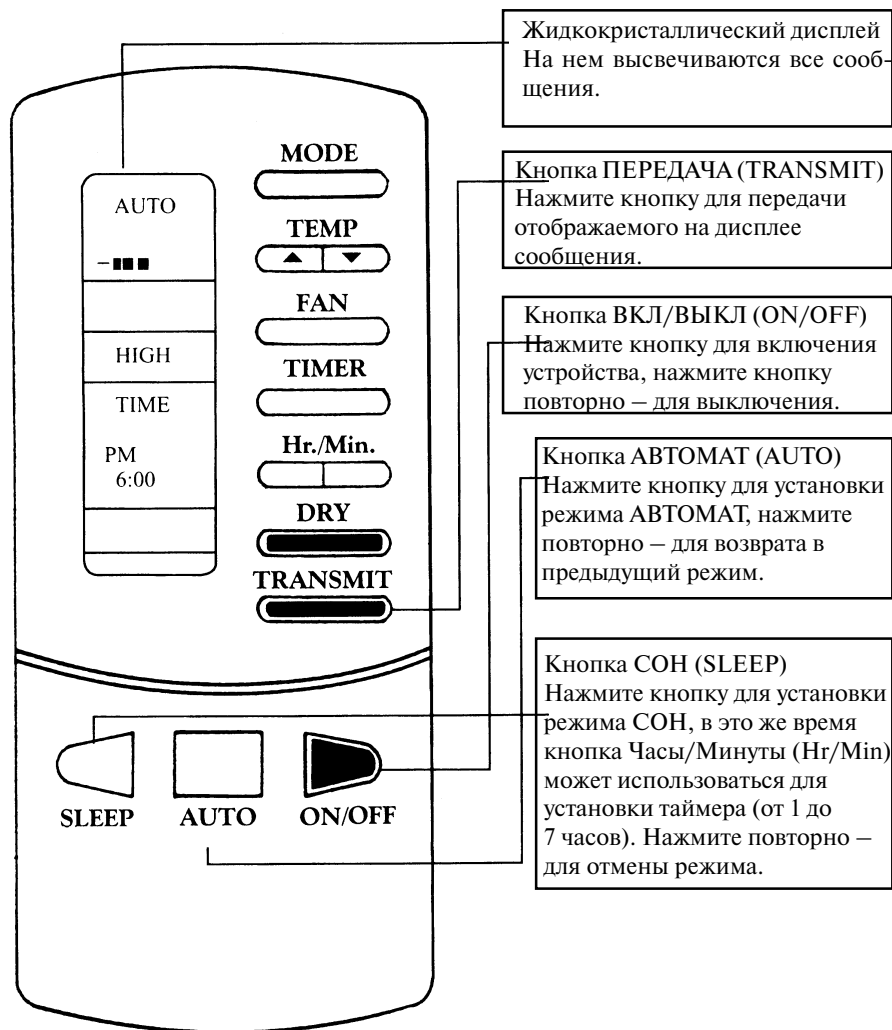 Жидкокристаллический дисплей
На нем высвечиваются все сооб-
щения.
MODE
AUTO
TEMP
FAN
HIGH
TIMER
TIME
Hr./Min.
PM
6:00
DRY
TRANSMIT
SLEEP
AUTO
ON/OFF
Кнопка ПЕРЕДАЧА (TRANSMIT)
Нажмите кнопку для передачи
отображаемого на дисплее
сообщения.
Кнопка ВКЛ/ВЫКЛ (ON/OFF)
Нажмите кнопку для включения
устройства, нажмите кнопку
повторно – для выключения.
Кнопка АВТОМАТ (AUTO)
Нажмите кнопку для установки
режима АВТОМАТ, нажмите
повторно – для возврата в
предыдущий режим.
Кнопка СОН (SLEEP)
Нажмите кнопку для установки
режима СОН, в это же время
кнопка Часы/Минуты (Hr/Min)
может использоваться для
установки таймера (от 1 до
7 часов). Нажмите повторно –
для отмены режима.